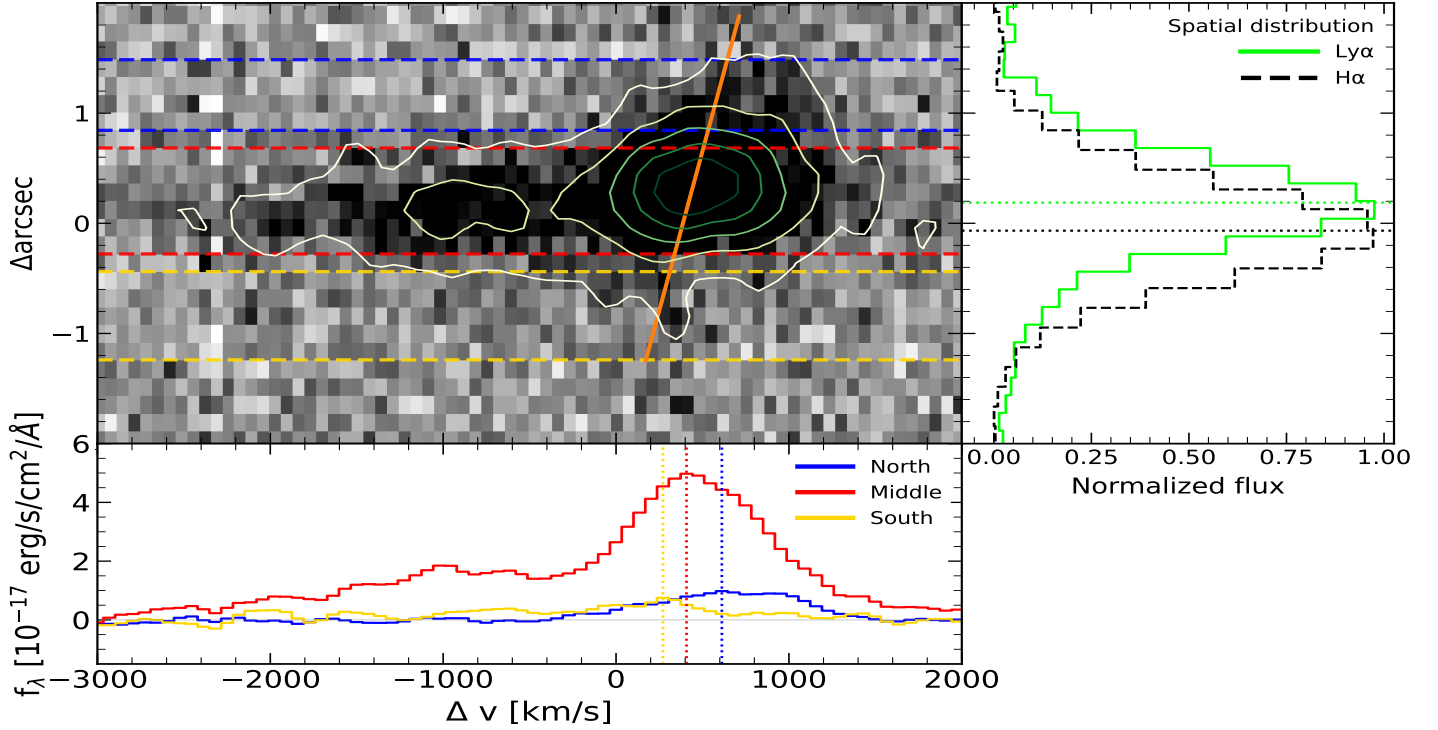 Δarcsec
1
0
−1
Spatial distribution
Lyα
Hα
0.00 0.25 0.50 0.75 1.00
Normalized flux
f_λ [10^−17 erg/s/cm^2/Å]
6
4
2
0
North
Middle
South
−3000 −2000 −1000 0 1000 2000
Δ v [km/s]